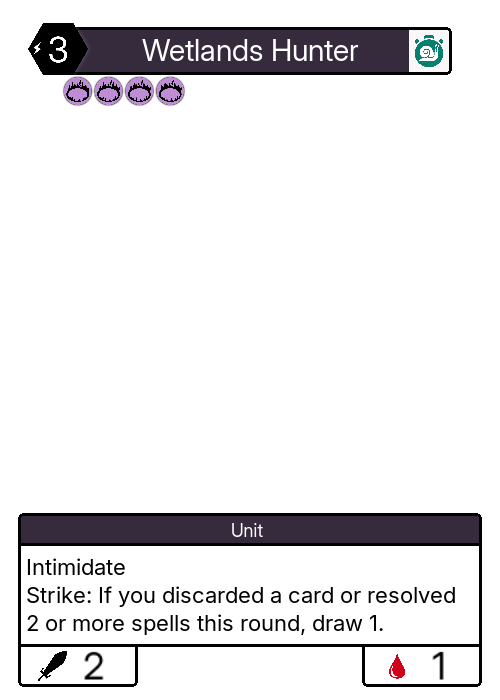 3 Wetlands Hunter
Unit
Intimidate
Strike: If you discarded a card or resolved
2 or more spells this round, draw 1.
2 1